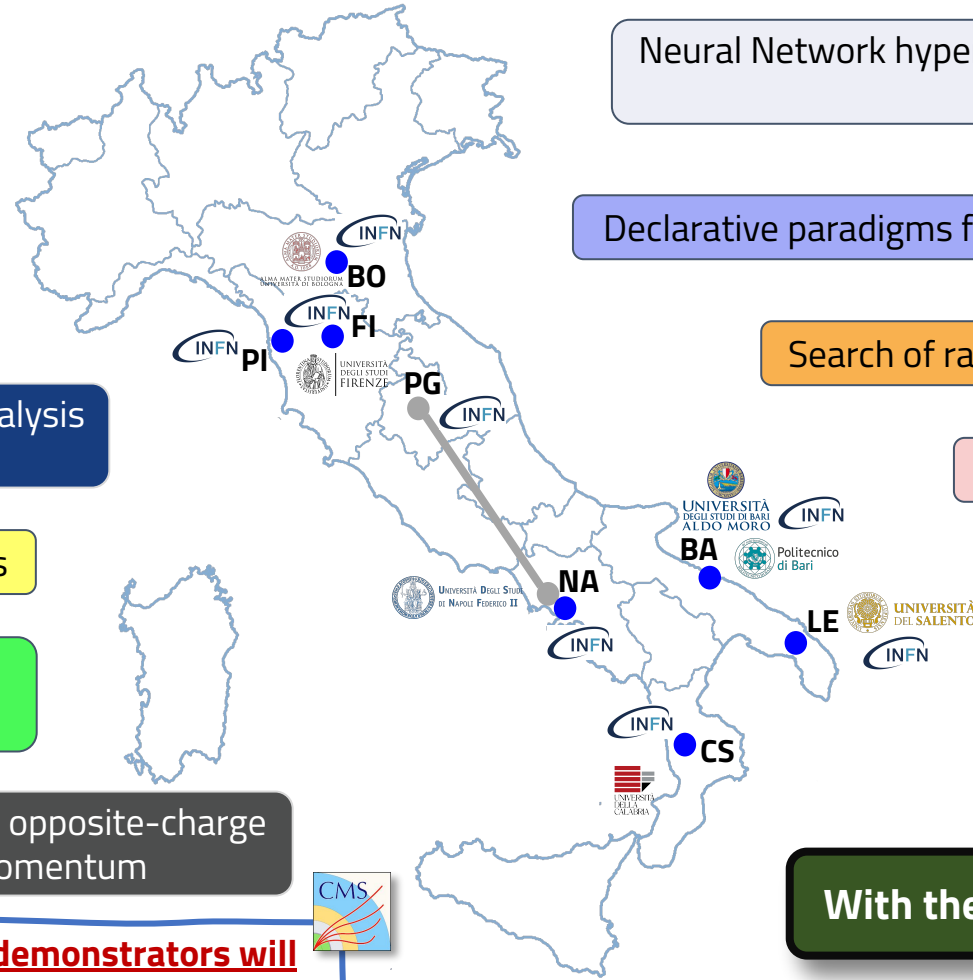 Neural Network hype
Declarative paradigms f
Search of ra
alysis
s
opposite-charge
omentum
INFN
ALMA MATER STUDIORUM
UNIVERSITÀ DI BOLOGNA
BO
INFN
FI
INFN
PI
UNIVERSITÀ
DEGLI STUDI
FIRENZE
PG
INFN
UNIVERSITÀ
DEGLI STUDI DI BARI
ALDO MORO
INFN
BA
Politecnico
di Bari
NA
UNIVERSITÀ DEGLI STUDI
DI NAPOLI FEDERICO II
INFN
LE
UNIVERSITÀ
DEL SALENTO
INFN
INFN
CS
UNIVERSITÀ
DELLA
CALABRIA
CMS
With the
demonstrators will